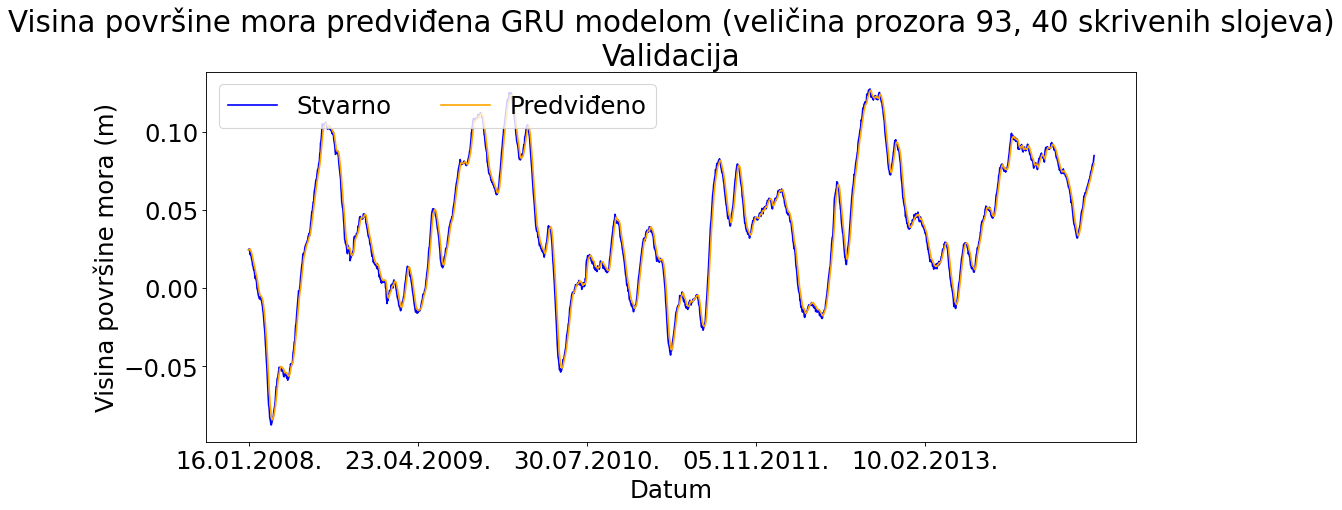 Visina površine mora predviđena GRU modelom (veličina prozora 93, 40 skrivenih slojeva)
Validacija
Stvarno
Predviđeno
Visina površine mora (m)
0.10
0.05
0.00
−0.05
16.01.2008.
23.04.2009.
30.07.2010.
05.11.2011.
10.02.2013.
Datum